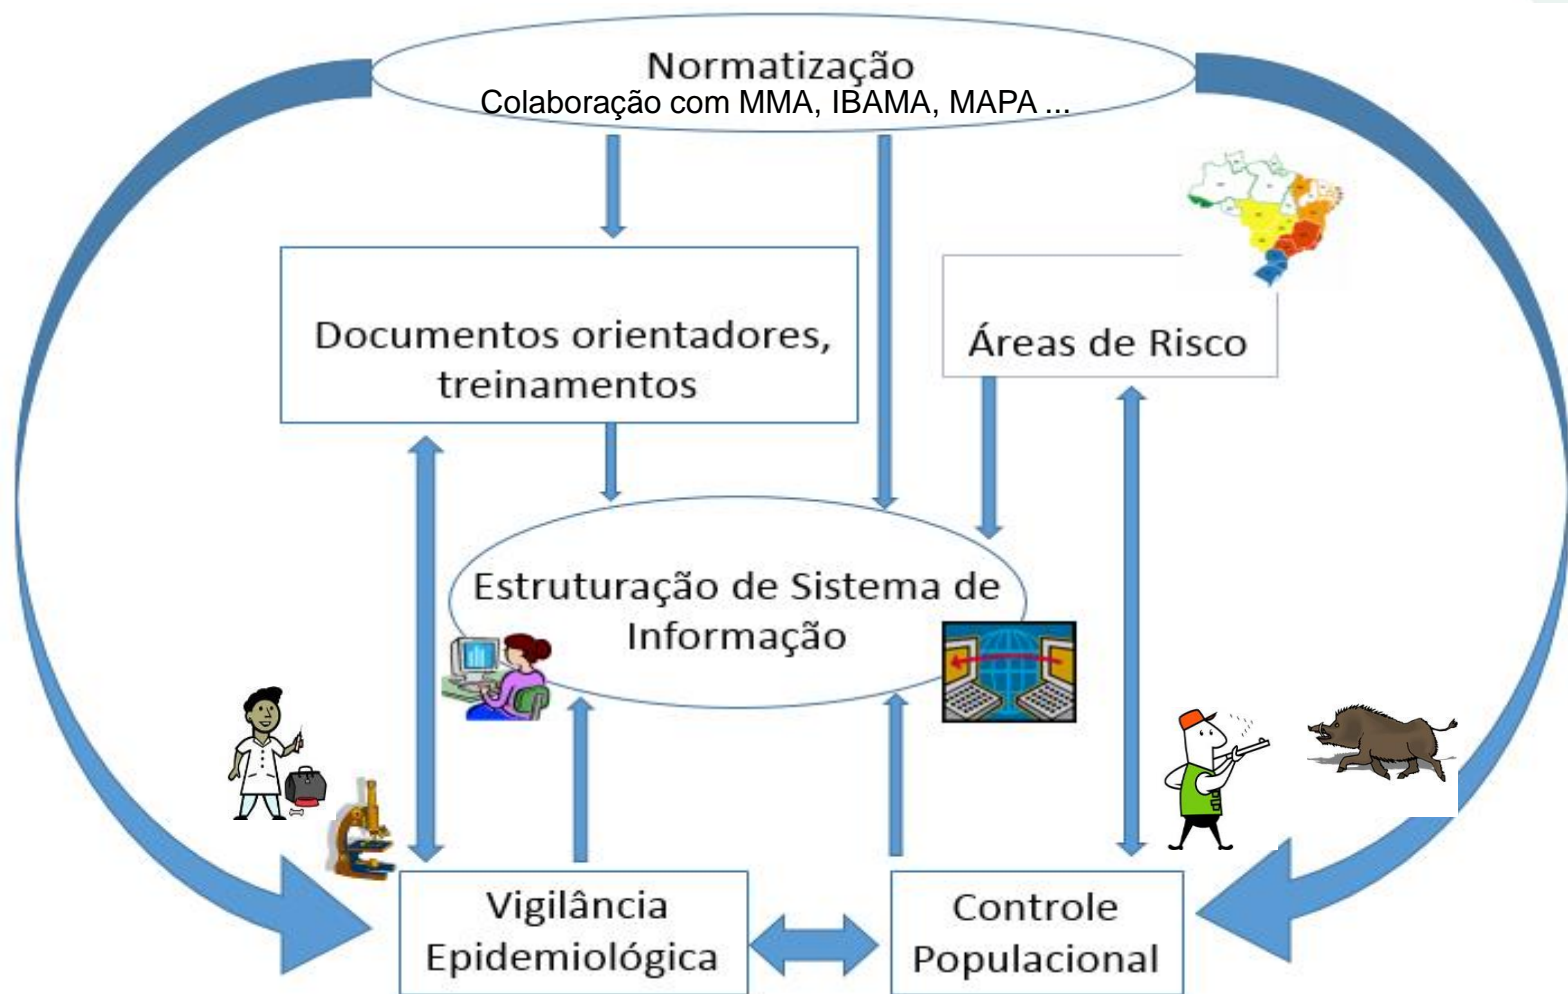 Normatização
Colaboração com MMA, IBAMA, MAPA ...
Documentos orientadores,
treinamentos
Áreas de Risco
Estruturação de Sistema de
Informação
Vigilância
Epidemiológica
Controle
Populacional